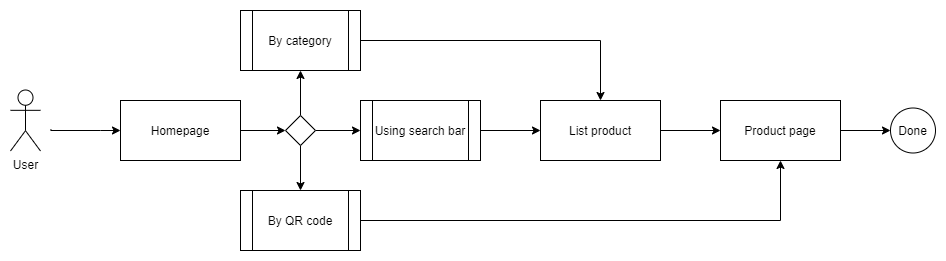 By category
User
Homepage
Using search bar
List product
Product page
Done
By QR code